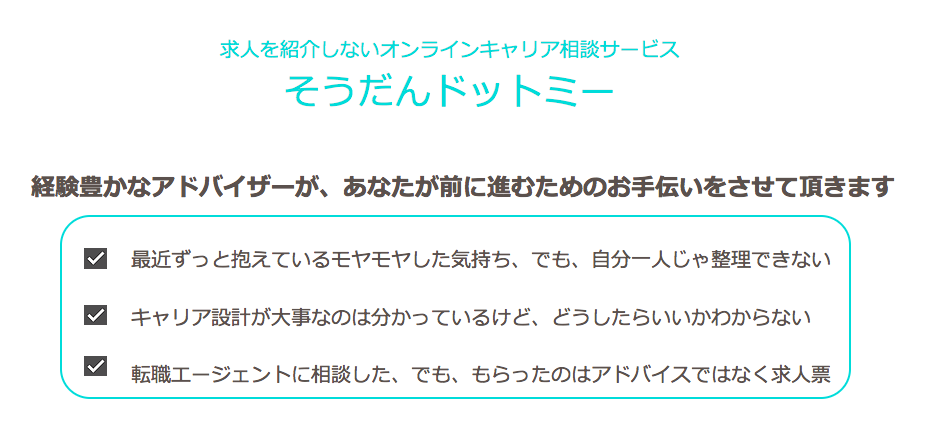 求人を紹介しないオンラインキャリア相談サービス
そうだんドットミー
経験豊かなアドバイザーが、あなたが前に進むためのお手伝いをさせて頂きます
最近ずっと抱えているモヤモヤした気持ち、でも、自分一人じゃ整理できない
キャリア設計が大事なのは分かっているけど、どうしたらいいかわからない
転職エージェントに相談した、でも、もらったのはアドバイスではなく求人票